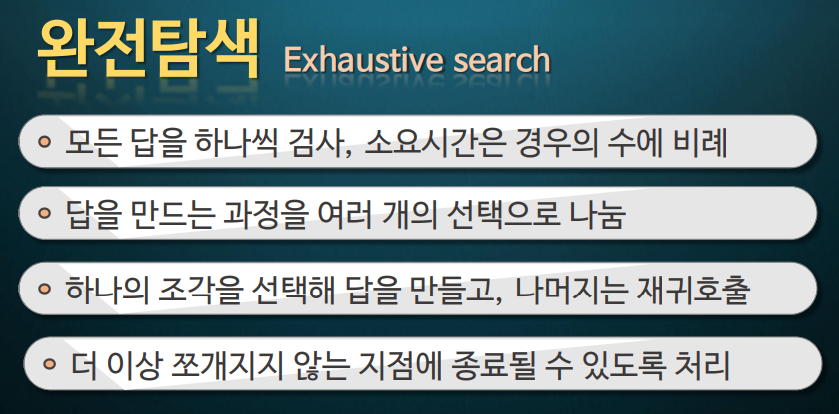 완전탐색 Exhaustive search
모든 답을 하나씩 검사, 소요시간은 경우의 수에 비례
답을 만드는 과정을 여러 개의 선택으로 나눔
하나의 조각을 선택해 답을 만들고, 나머지는 재귀호출
더 이상 쪼개지지 않는 지점에 종료될 수 있도록 처리